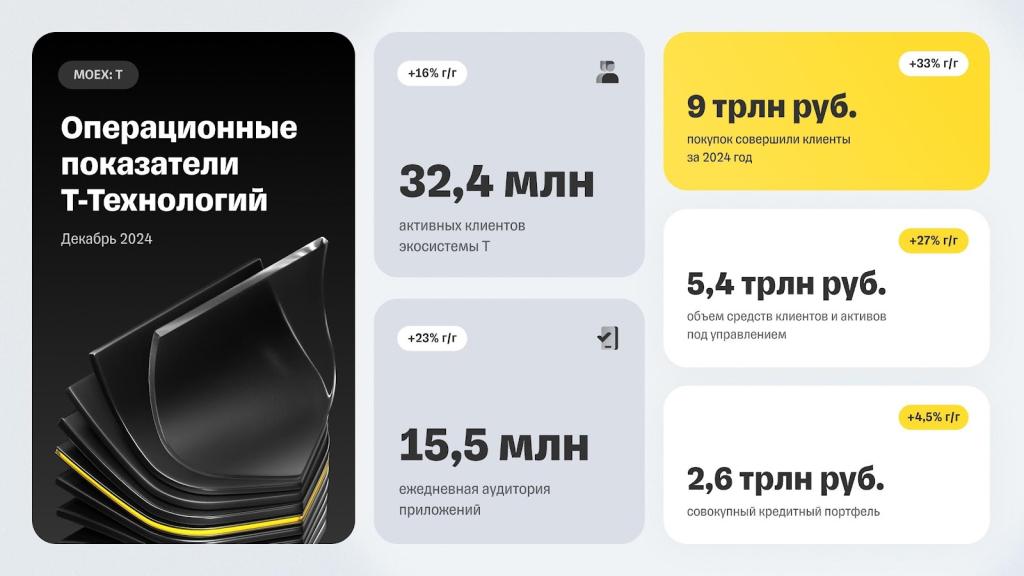 MOEX: T
Операционные
показатели
Т-Технологий
Декабрь 2024
+16% г/г
32,4 млн
активных клиентов
экосистемы Т
+23% г/г
15,5 млн
ежедневная аудитория
приложений
+33% г/г
9 трлн руб.
покупок совершили клиенты
за 2024 год
+27% г/г
5,4 трлн руб.
объем средств клиентов и активов
под управлением
+4,5% г/г
2,6 трлн руб.
совокупный кредитный портфель